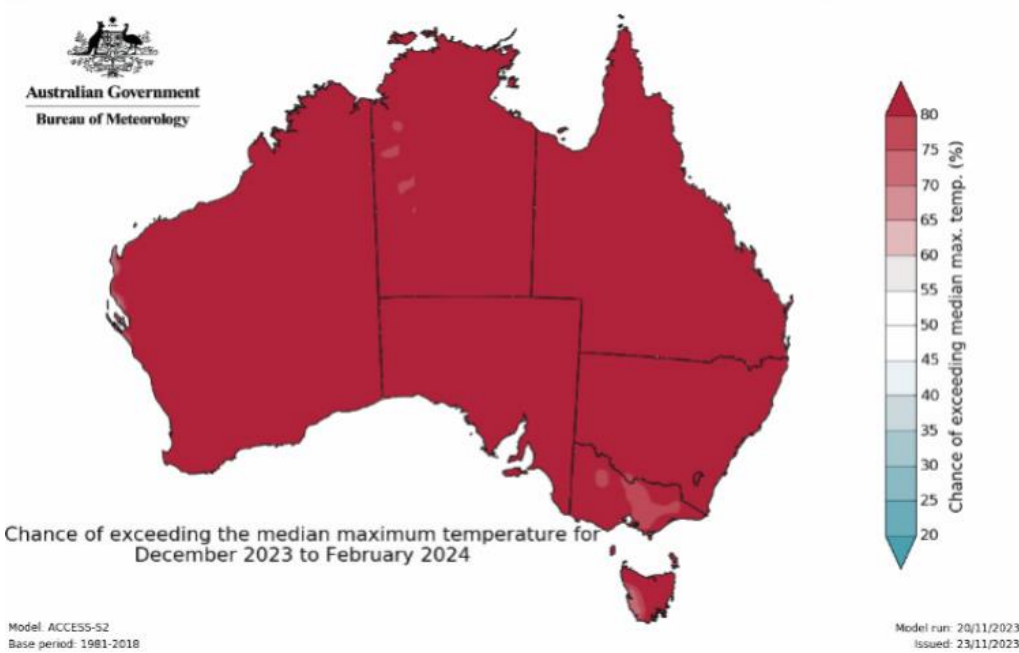 Australian Government
Bureau of Meteorology
80
75
70
65
60
55
50
45
40
35
30
25
20
Chance of exceeding median max. temp. (%)
Chance of exceeding the median maximum temperature for
December 2023 to February 2024
Model: ACCESS-S2
Base period: 1981-2018
Model run: 20/11/2023
Issued: 23/11/2023